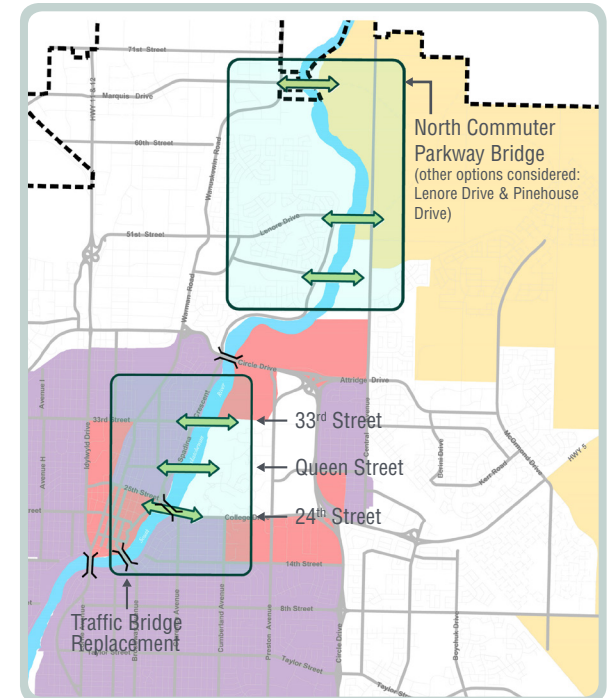 71st Street
HWY 11 & 12
Marquis Drive
60th Street
Wanuskewin Road
North Commuter
Parkway Bridge
(other options considered:
Lenore Drive & Pinehouse
Drive)
Lenore Drive
51st Street
Warman Road
Circle Drive
Attridge Drive
Avenue I
Idylwyld Drive
33rd Street
Spadina Crescent
33rd Street
Central Avenue
McOrmond Drive
HWY 5
Berini Drive
Kerr Road
Avenue H
Queen Street
25th Street
24th Street
College Drive
14th Street
8th Street
Traffic Bridge
Replacement
Cumberland Avenue
Preston Avenue
Circle Drive
Boychuk Drive
Taylor Street
Taylor Street